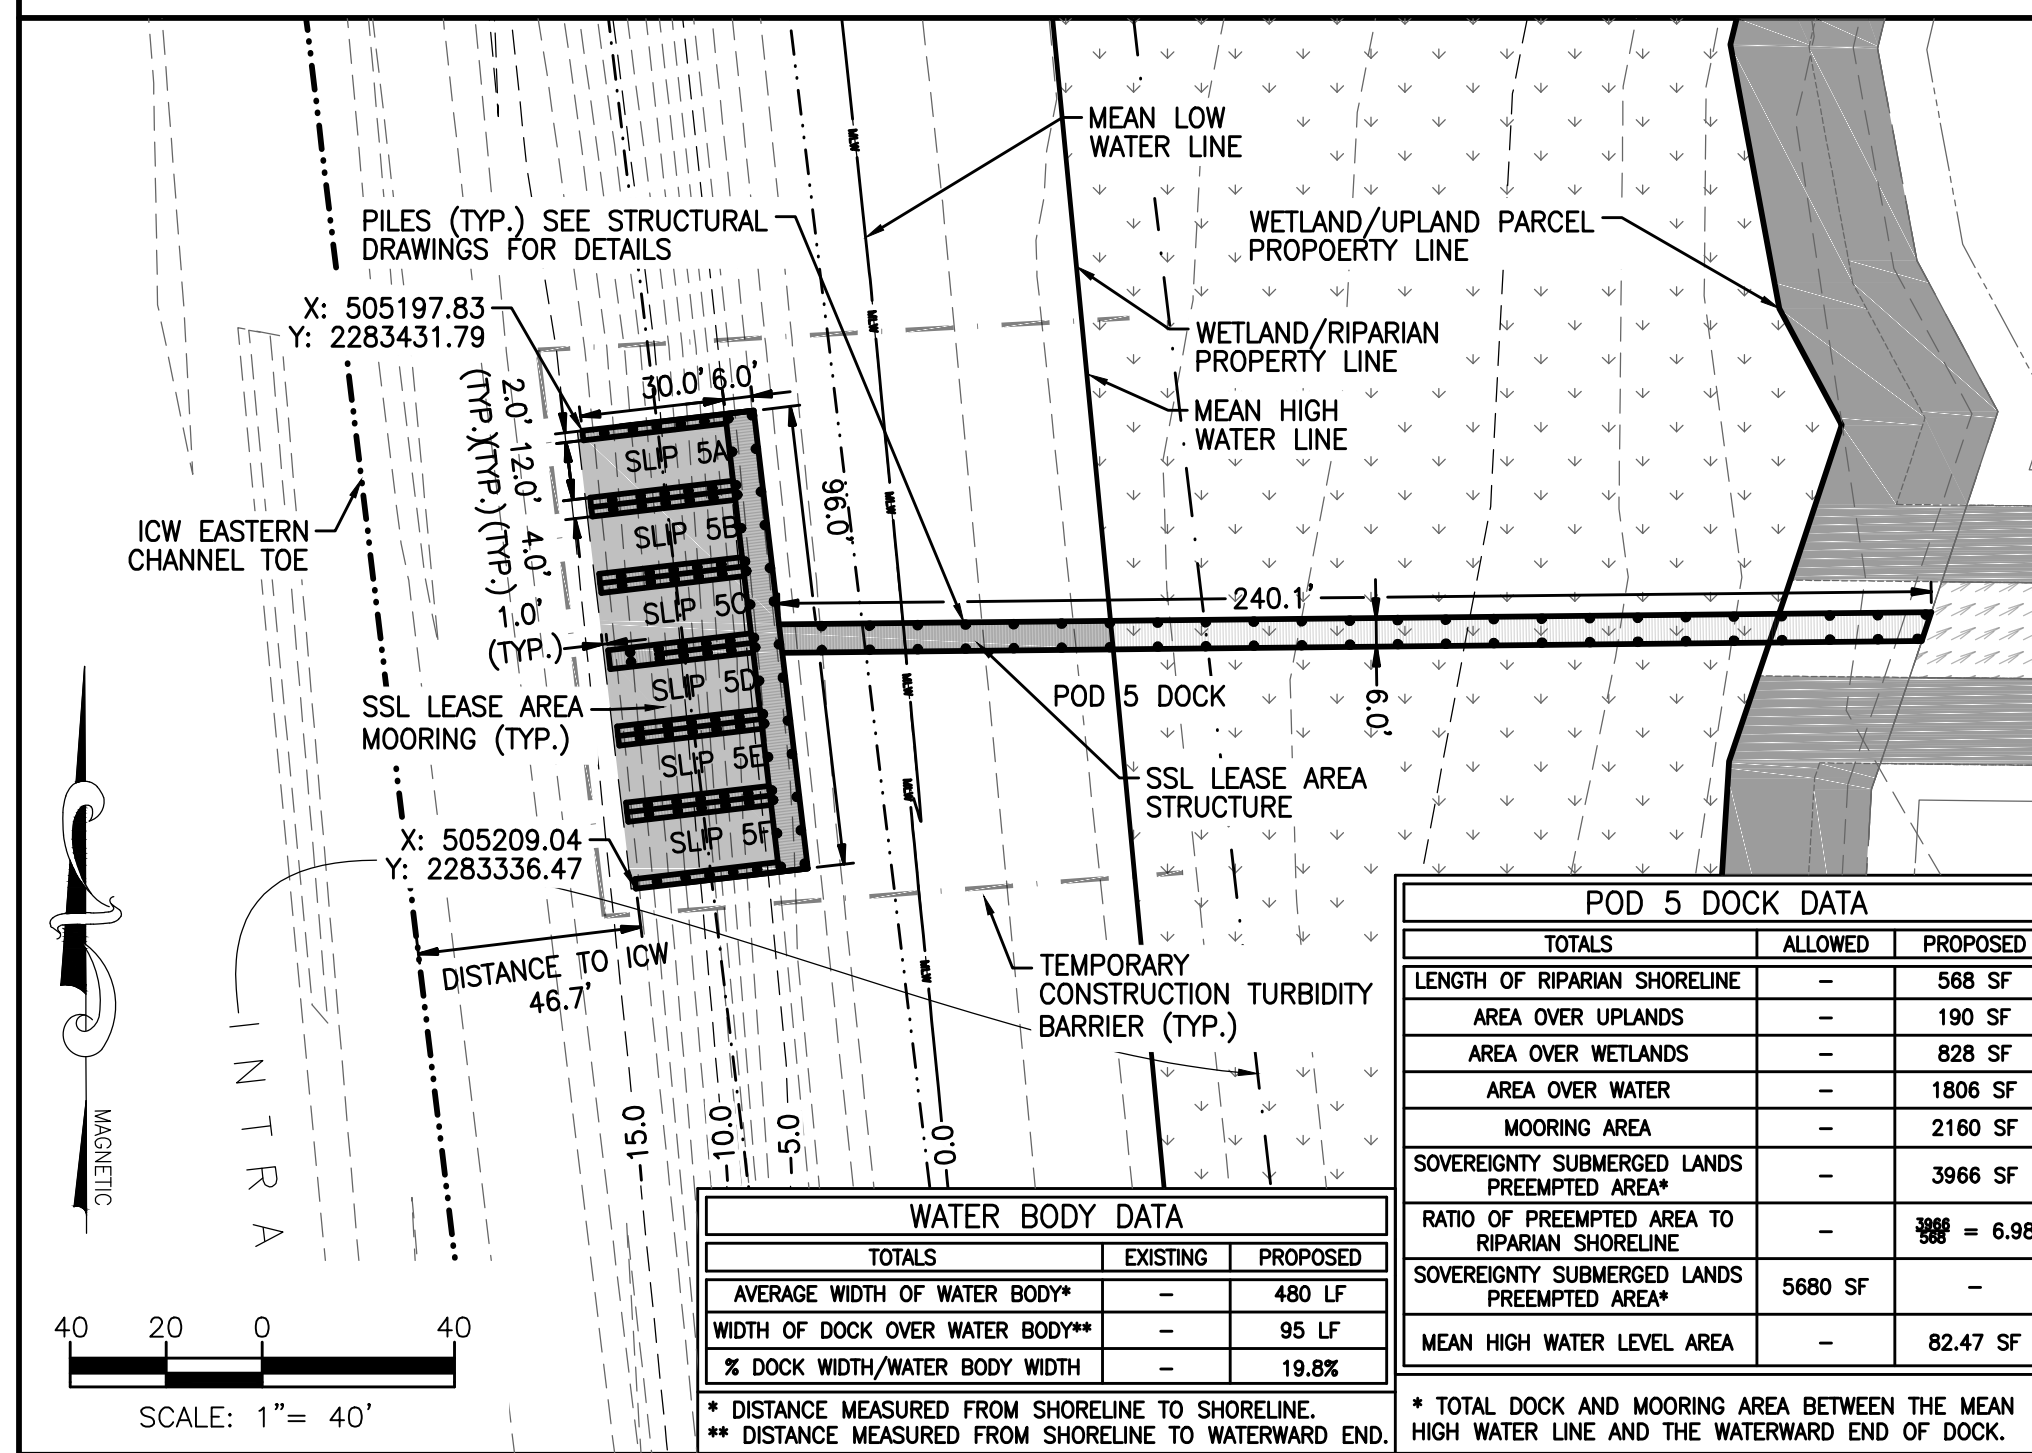 MEAN LOW
WATER LINE
PILES (TYP.) SEE STRUCTURAL
DRAWINGS FOR DETAILS
WETLAND/UPLAND PARCEL
PROPOERTY LINE
X: 505197.83
Y: 2283431.79
WETLAND/RIPARIAN
PROPERTY LINE
MEAN HIGH
WATER LINE
30.0' 6.0'
2.0' 12.0' 4.0'
(TYP.)(TYP.)(TYP.)
1.0'
(TYP.)
96.0'
SLIP 5A
SLIP 5B
SLIP 5C
SLIP 5D
SLIP 5E
SLIP 5F
ICW EASTERN
CHANNEL TOE
240.1'
6.0'
POD 5 DOCK
SSL LEASE AREA
MOORING (TYP.)
SSL LEASE AREA
STRUCTURE
X: 505209.04
Y: 2283336.47
DISTANCE TO ICW
46.7'
TEMPORARY
CONSTRUCTION TURBIDITY
BARRIER (TYP.)
MLW
MLW
MLW
MLW
MLW
MLW
INTRA
MAGNETIC
15.0
10.0
5.0
0.0
40 20 0 40
SCALE: 1"= 40'
WATER BODY DATA
TOTALS EXISTING PROPOSED
AVERAGE WIDTH OF WATER BODY* - 480 LF
WIDTH OF DOCK OVER WATER BODY** - 95 LF
% DOCK WIDTH/WATER BODY WIDTH - 19.8%
* DISTANCE MEASURED FROM SHORELINE TO SHORELINE.
** DISTANCE MEASURED FROM SHORELINE TO WATERWARD END.
POD 5 DOCK DATA
TOTALS ALLOWED PROPOSED
LENGTH OF RIPARIAN SHORELINE - 568 SF
AREA OVER UPLANDS - 190 SF
AREA OVER WETLANDS - 828 SF
AREA OVER WATER - 1806 SF
MOORING AREA - 2160 SF
SOVEREIGNTY SUBMERGED LANDS
PREEMPTED AREA* - 3966 SF
RATIO OF PREEMPTED AREA TO
RIPARIAN SHORELINE - 3966/568 = 6.98
SOVEREIGNTY SUBMERGED LANDS
PREEMPTED AREA* 5680 SF -
MEAN HIGH WATER LEVEL AREA - 82.47 SF
* TOTAL DOCK AND MOORING AREA BETWEEN THE MEAN
HIGH WATER LINE AND THE WATERWARD END OF DOCK.